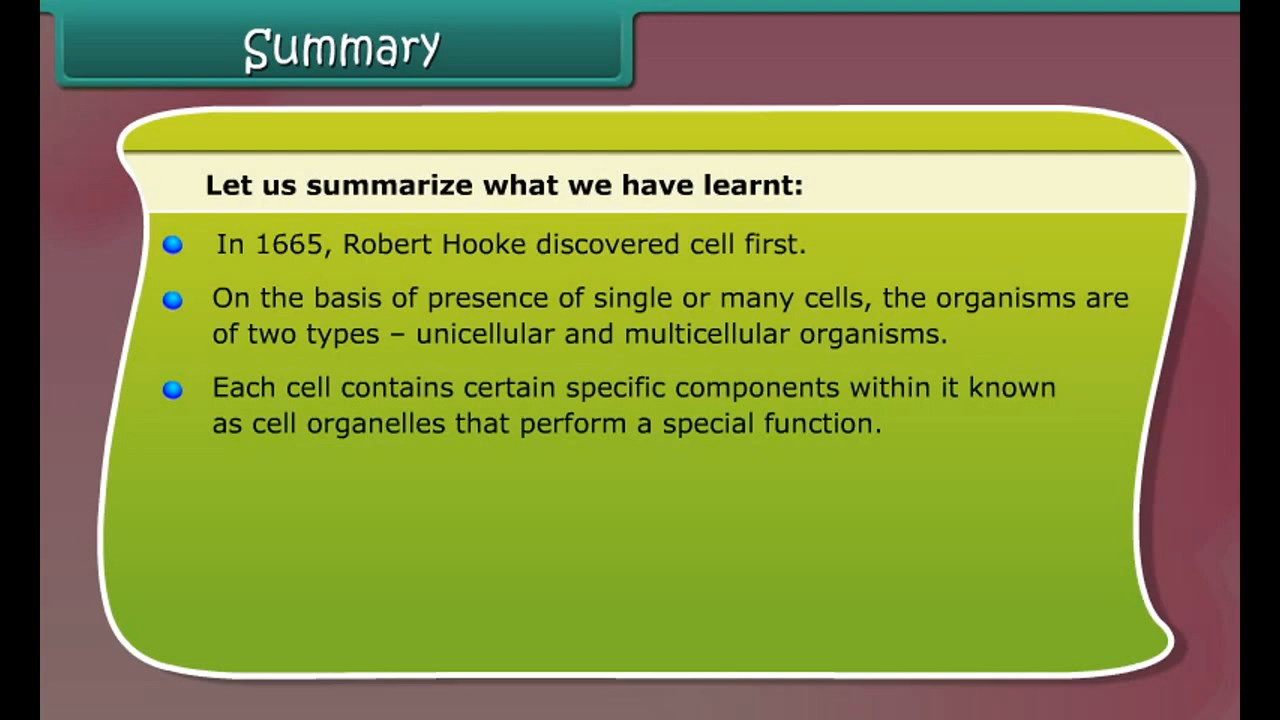 Summary
Let us summarize what we have learnt:
In 1665, Robert Hooke discovered cell first.
On the basis of presence of single or many cells, the organisms are
of two types – unicellular and multicellular organisms.
Each cell contains certain specific components within it known
as cell organelles that perform a special function.